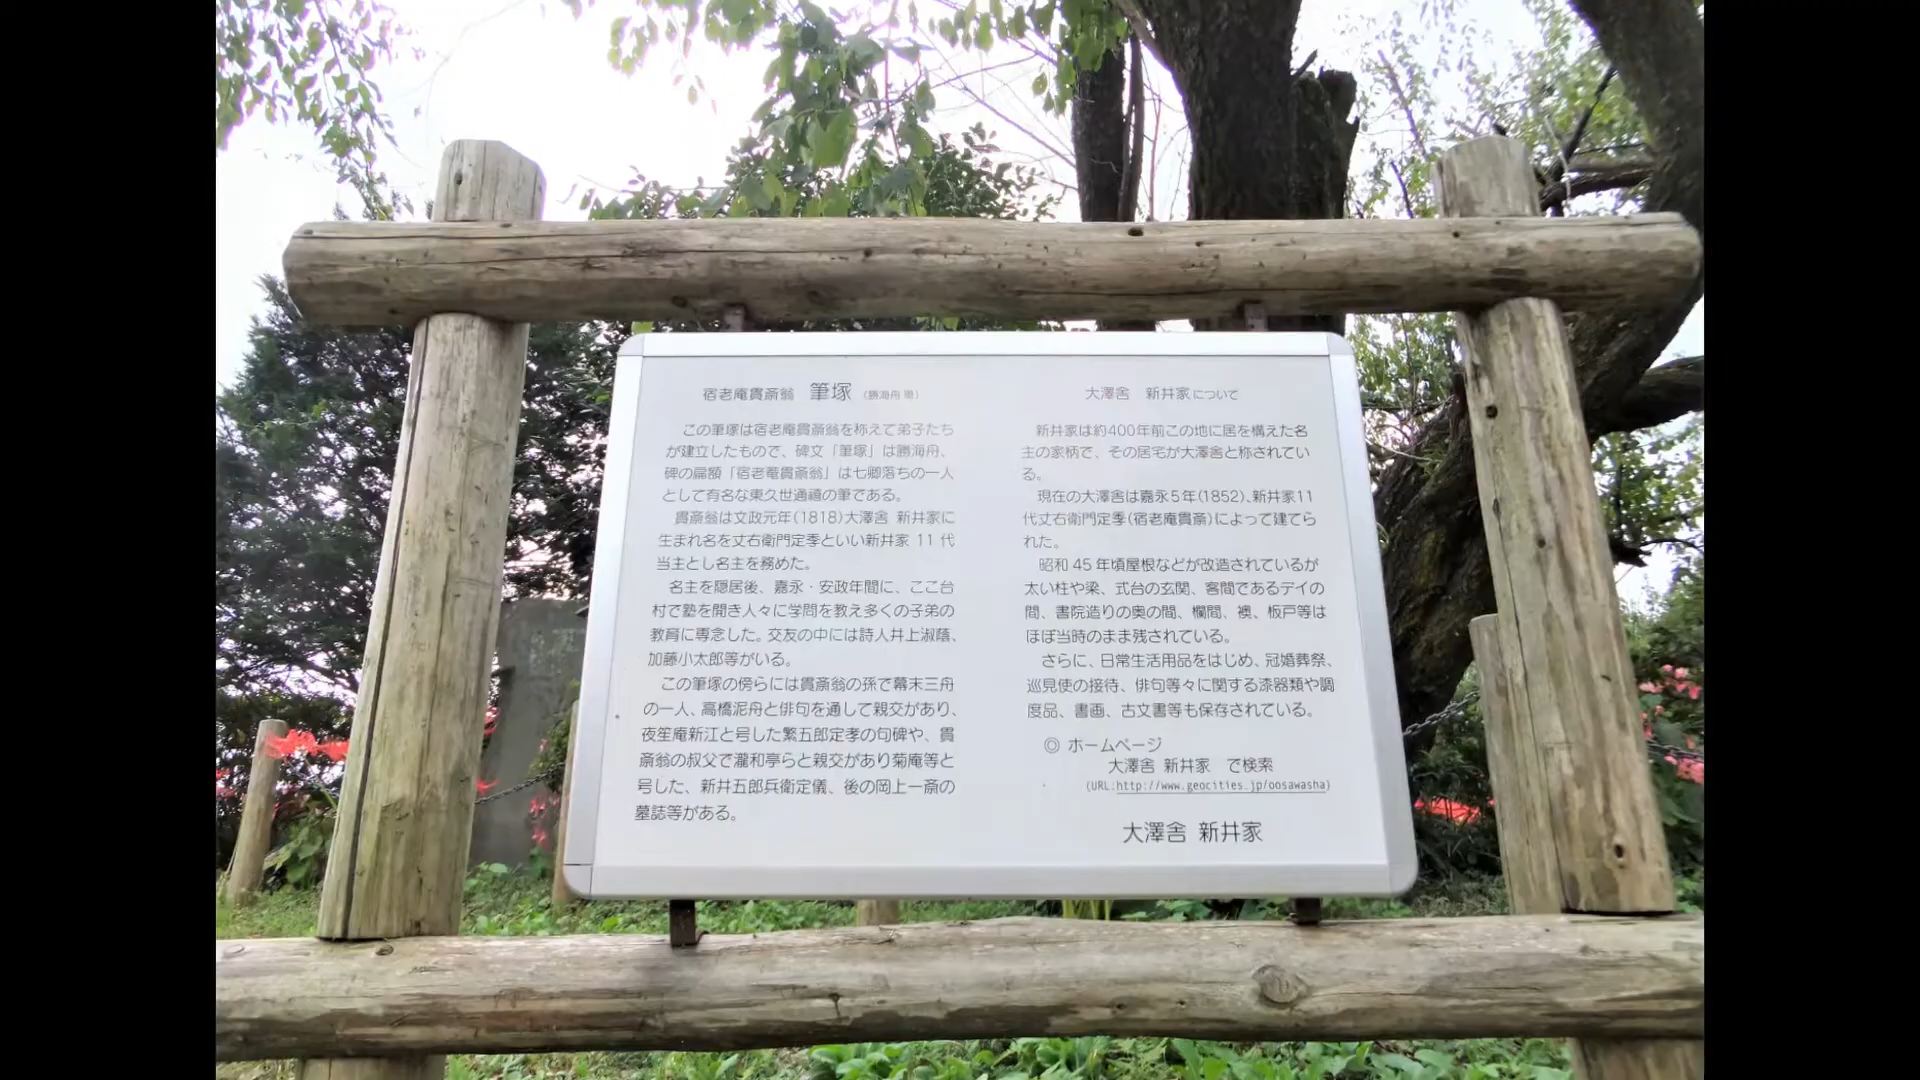 宿老庵貫斎翁 筆塚 (勝海舟 書)
この筆塚は宿老庵貫斎翁を称えて弟子たち
が建立したもので、碑文「筆塚」は勝海舟、
碑の扁額「宿老竜貫斎翁」は七郷落ちの一人
として有名な東久世通禧の筆である。
貫斎翁は文政元年(1818)大澤舎 新井家に
生まれ名を丈右衛門定季といい新井家 11 代
当主とし名主を務めた。
名主を隠居後、嘉永・安政年間に、ここ台
村で塾を開き人々に学問を教え多くの子弟の
教育に専念した。交友の中には詩人井上淑蔭、
加藤小太郎等がいる。
この筆塚の傍らには貫斎翁の孫で幕末三舟
の一人、高橋泥舟と俳句を通して親交があり、
夜笙庵新江と号した繁五郎定孝の句碑や、貫
斎翁の叔父で瀧和亭らと親交があり菊庵等と
号した、新井五郎兵衛定儀、後の岡上一斎の
墓誌等がある。
大澤舎 新井家について
新井家は約400年前この地に居を構えた名
主の家柄で、その居宅が大澤舎と称されてい
る。
現在の大澤舎は嘉永5年(1852)、新井家11
代丈右衛門定季(宿老庵貫斎)によって建てら
れた。
昭和 45 年頃屋根などが改造されているが
太い柱や梁、式台の玄関、客間であるデイの
間、書院造りの奥の間、欄間、襖、板戸等は
ほぼ当時のまま残されている。
さらに、日常生活用品をはじめ、冠婚葬祭、
巡見使の接待、俳句等々に関する漆器類や調
度品、書画、古文書等も保存されている。
◎ ホームページ
大澤舎 新井家 で検索
(URL:http://www.geocities.jp/oosawasha)
大澤舎 新井家